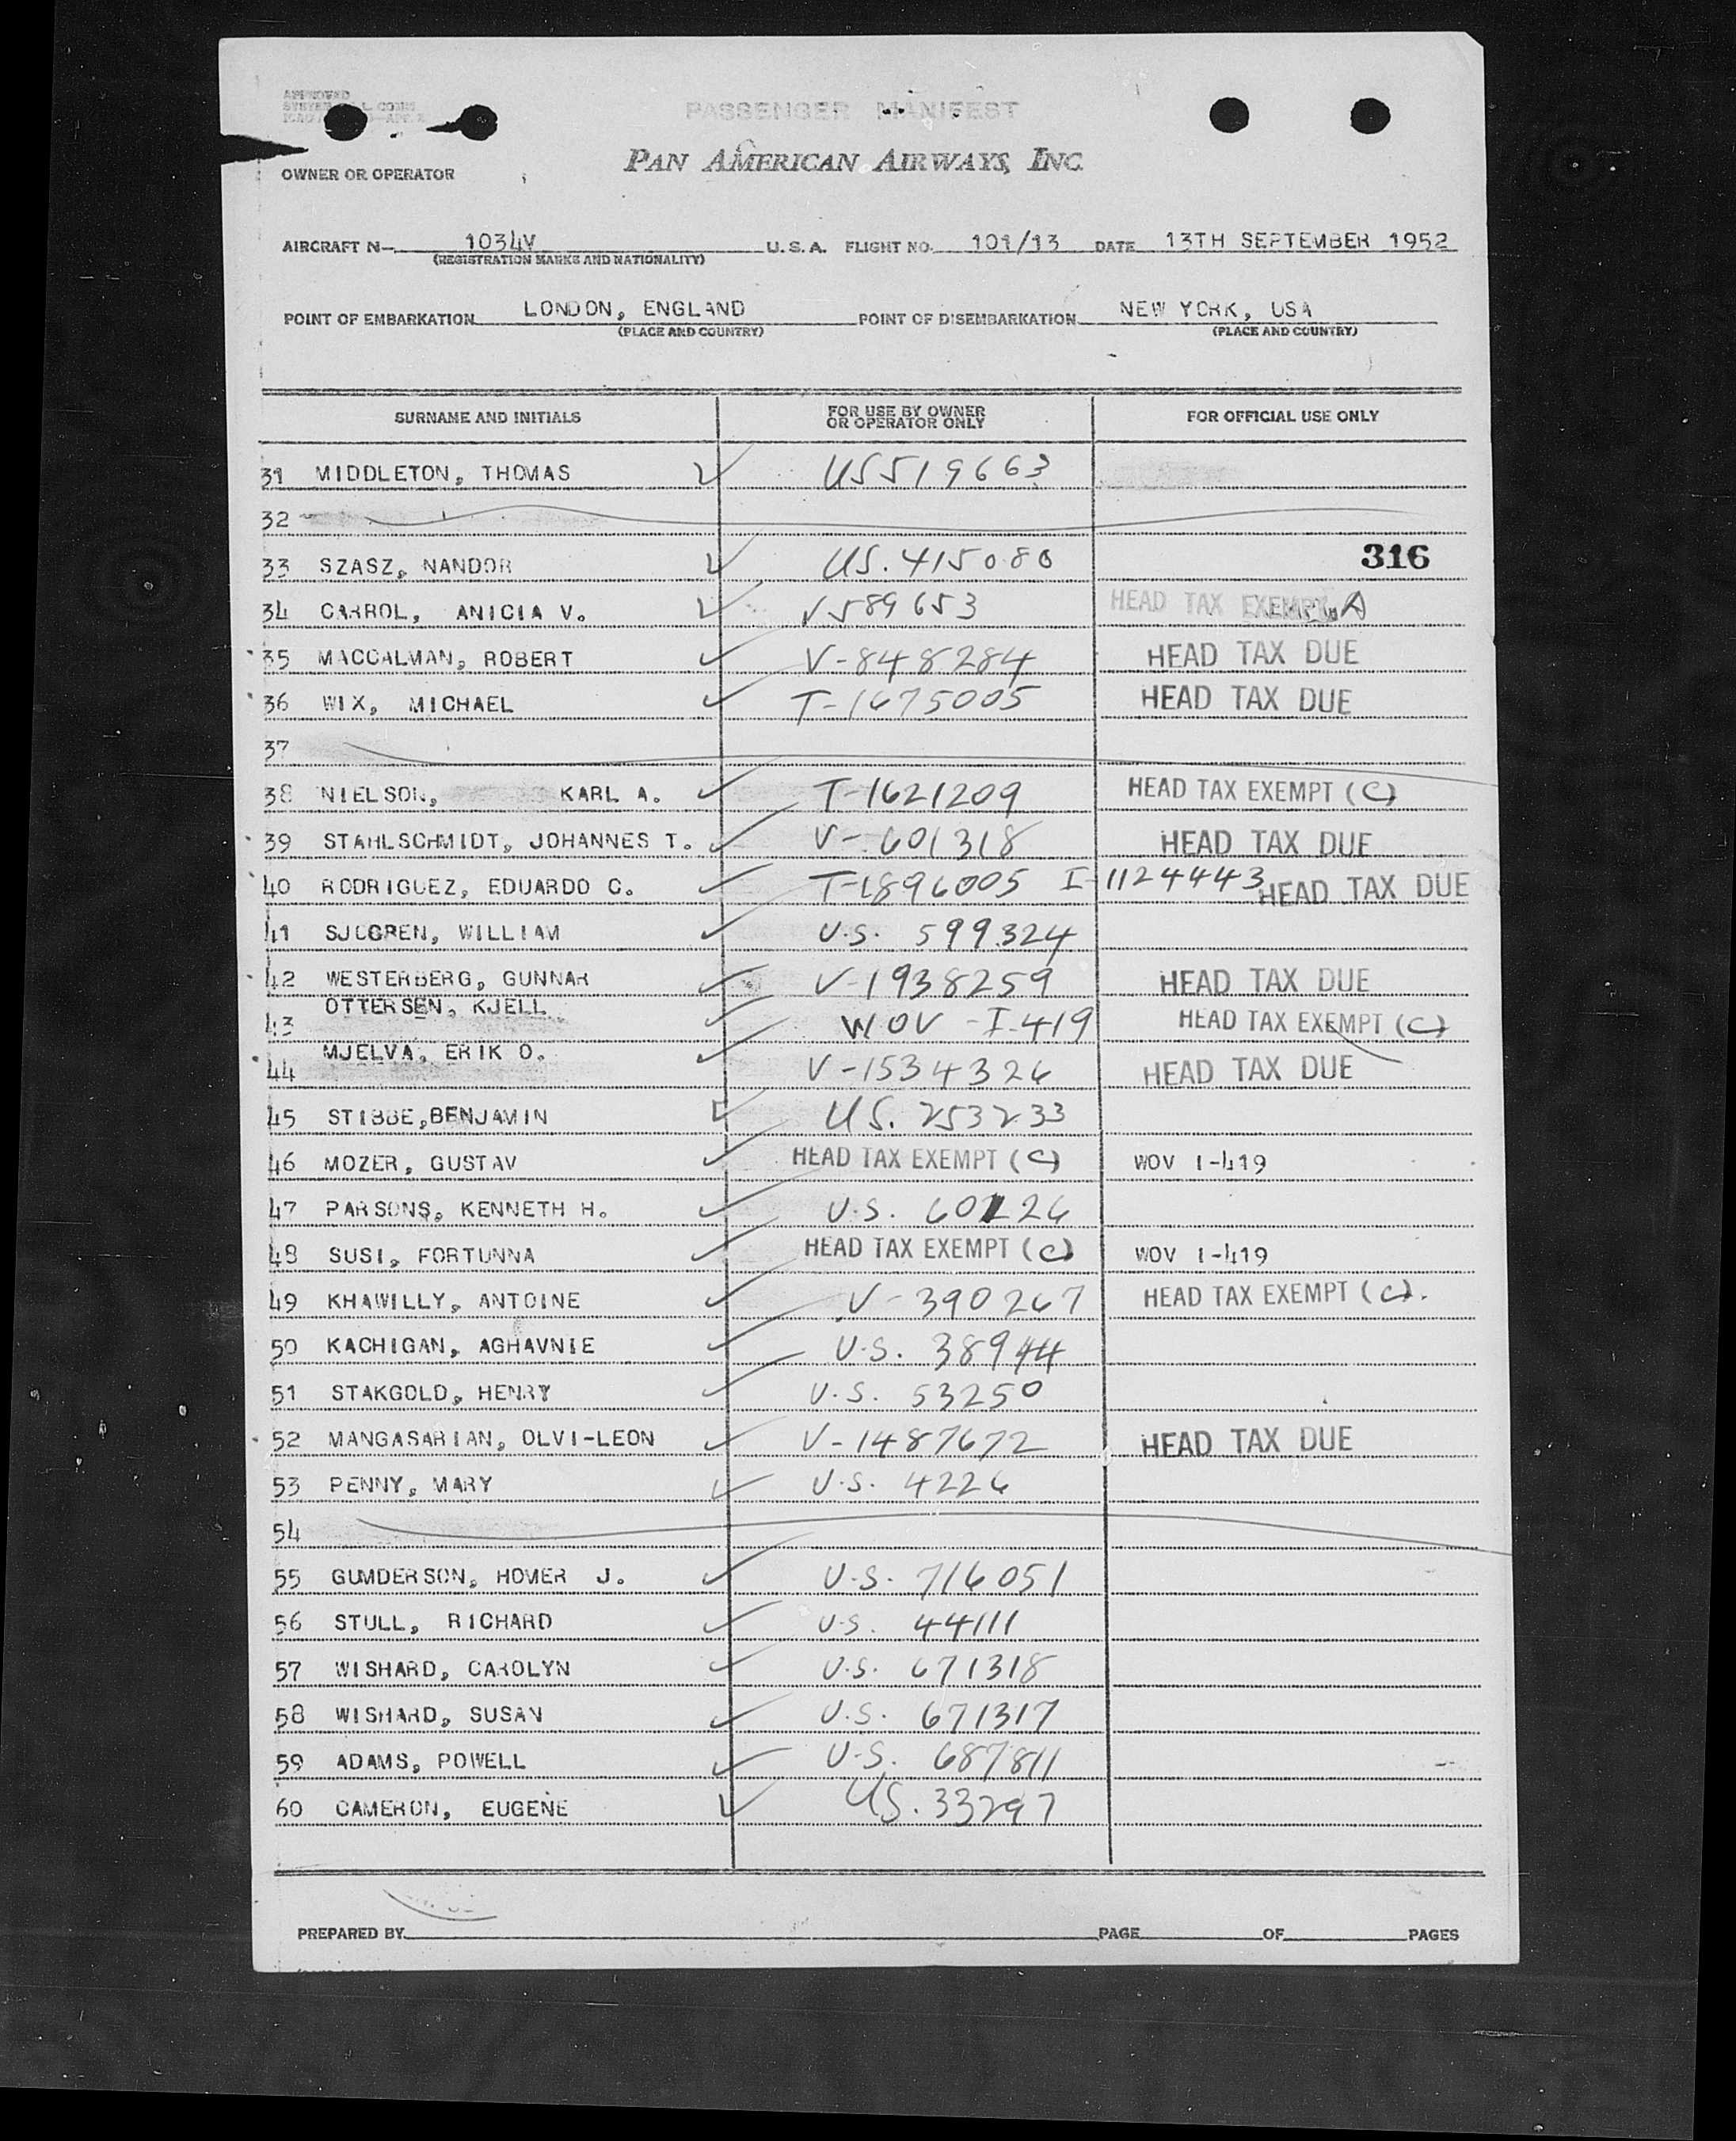 APPROVED
PASSENGER MANIFEST
PAN AMERICAN AIRWAYS, INC.
OWNER OR OPERATOR
AIRCRAFT N- 1034V U.S.A. FLIGHT NO. 101/13 DATE 13TH SEPTEMBER 1952
(REGISTRATION MARKS AND NATIONALITY)
POINT OF EMBARKATION LONDON, ENGLAND POINT OF DISEMBARKATION NEW YORK, USA
(PLACE AND COUNTRY) (PLACE AND COUNTRY)
SURNAME AND INITIALS FOR USE BY OWNER OR OPERATOR ONLY FOR OFFICIAL USE ONLY
31 MIDDLETON, THOMAS US519663
32
33 SZASZ, NANDOR US. 415080 316
34 CARROL, ANICIA V. V589653 HEAD TAX EXEMPT A
35 MACCALMAN, ROBERT V-848284 HEAD TAX DUE
36 WIX, MICHAEL T-1675005 HEAD TAX DUE
37
38 NIELSON, KARL A. T-1621209 HEAD TAX EXEMPT (C)
39 STAHLSCHMIDT, JOHANNES T. V-601318 HEAD TAX DUE
40 RODRIGUEZ, EDUARDO C. T-1896005 I-1124443 HEAD TAX DUE
41 SJOGREN, WILLIAM U.S. 599324
42 WESTERBERG, GUNNAR V-1938259 HEAD TAX DUE
43 OTTERSEN, KJELL WOV-I-419 HEAD TAX EXEMPT (C)
44 MJELVA, ERIK O. V-1534326 HEAD TAX DUE
45 STIBBE,BENJAMIN US. 253233
46 MOZER, GUSTAV HEAD TAX EXEMPT (C) WOV I-419
47 PARSONS, KENNETH H. U.S.
48 SUSI, FORTUNNA HEAD TAX EXEMPT (C) WOV I-419
49 KHAWILLY, ANTOINE V-390267 HEAD TAX EXEMPT (C).
50 KACHIGAN, AGHAVNIE U.S. 38944
51 STAKGOLD, HENRY U.S. 53250
52 MANGASARIAN, OLVI-LEON V-1487672 HEAD TAX DUE
53 PENNY, MARY U.S. 4226
54
55 GUMDERSON, HOMER J. U.S. 716051
56 STULL, RICHARD U.S. 44111
57 WISHARD, CAROLYN U.S. 671318
58 WISHARD, SUSAN U.S. 671317
59 ADAMS, POWELL U.S. 687811
60 CAMERON, EUGENE US. 33297
PREPARED BY PAGE OF PAGES